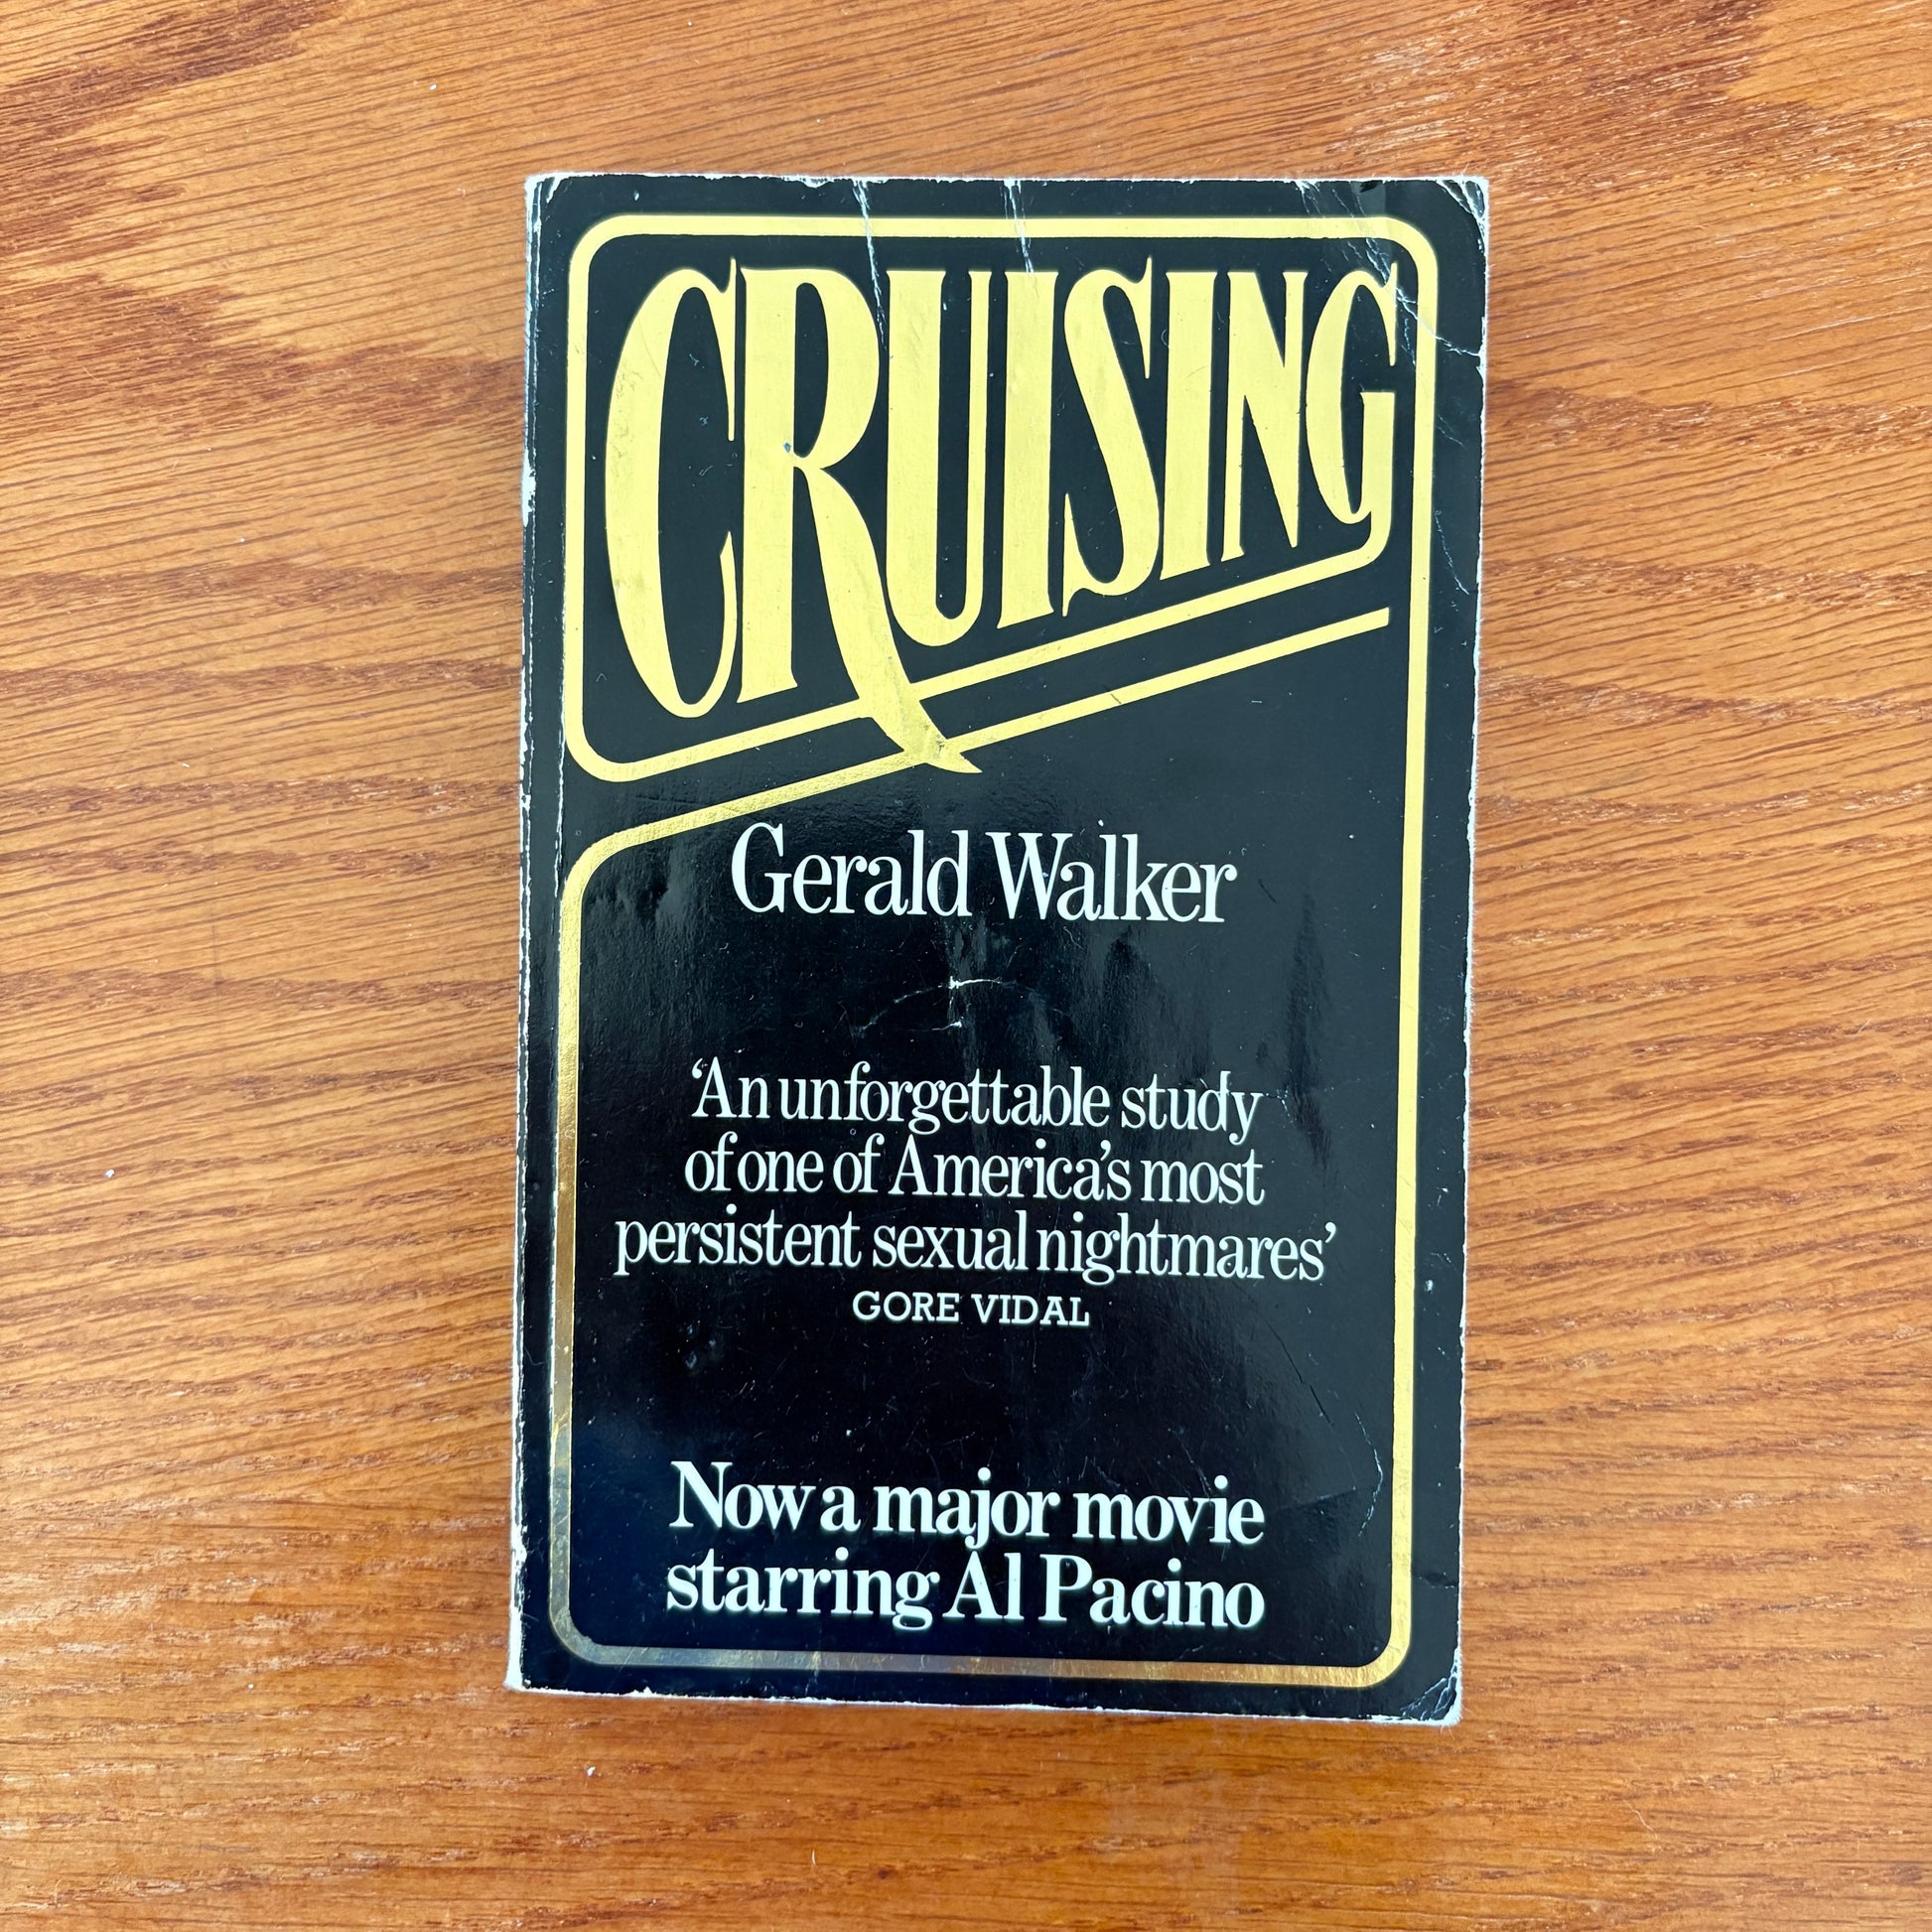 CRUISING
Gerald Walker
‘An unforgettable study
of one of America’s most
persistent sexual nightmares’
GORE VIDAL
Now a major movie
starring Al Pacino